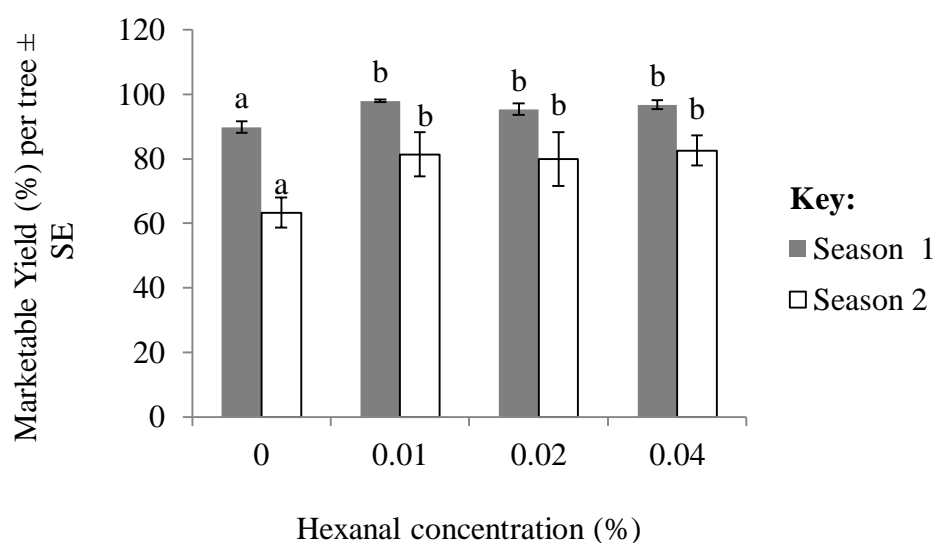 Marketable Yield (%) per tree ±
SE
120
100
80
60
40
20
0
a
a
b
b
b
b
b
b
0
0.01
0.02
0.04
Hexanal concentration (%)
Key:
Season 1
Season 2